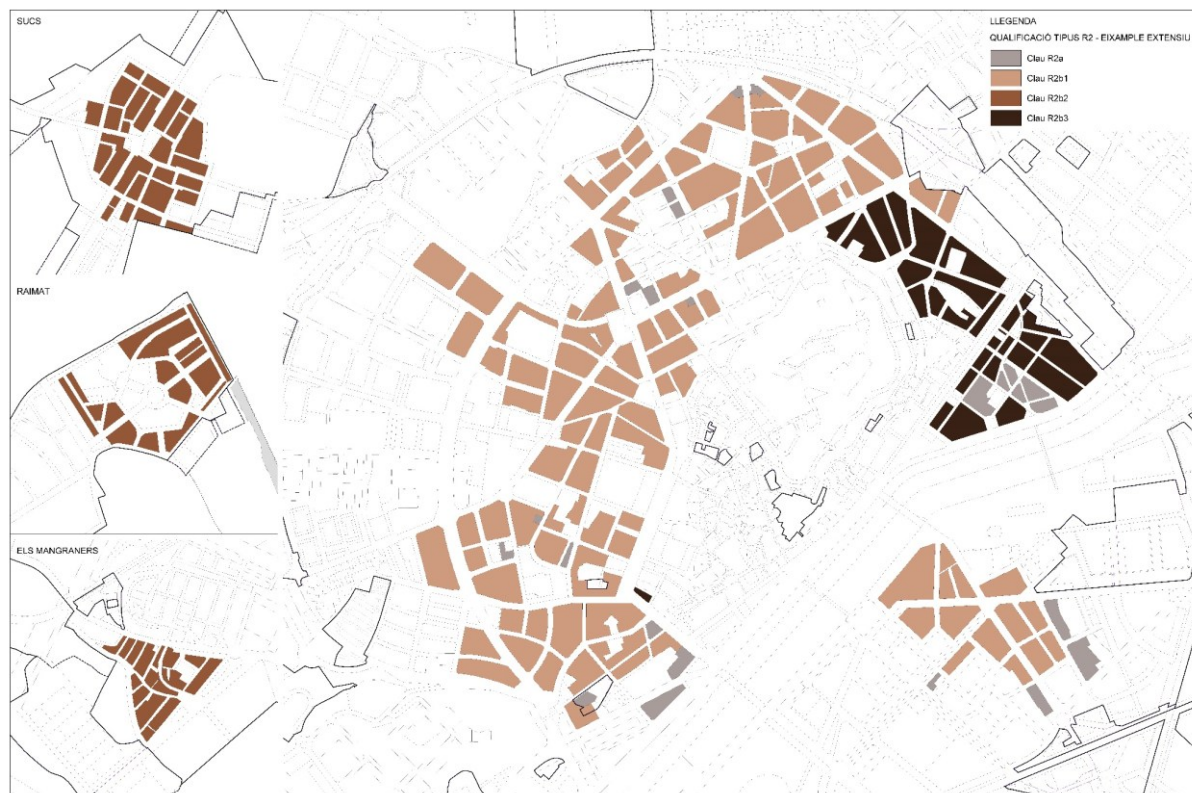 SUCS
RAIMAT
ELS MANGRANERS
LLEGENDA
QUALIFICACIÓ TIPUS R2 - EIXAMPLE EXTENSIU
Clau R2a
Clau R2b1
Clau R2b2
Clau R2b3